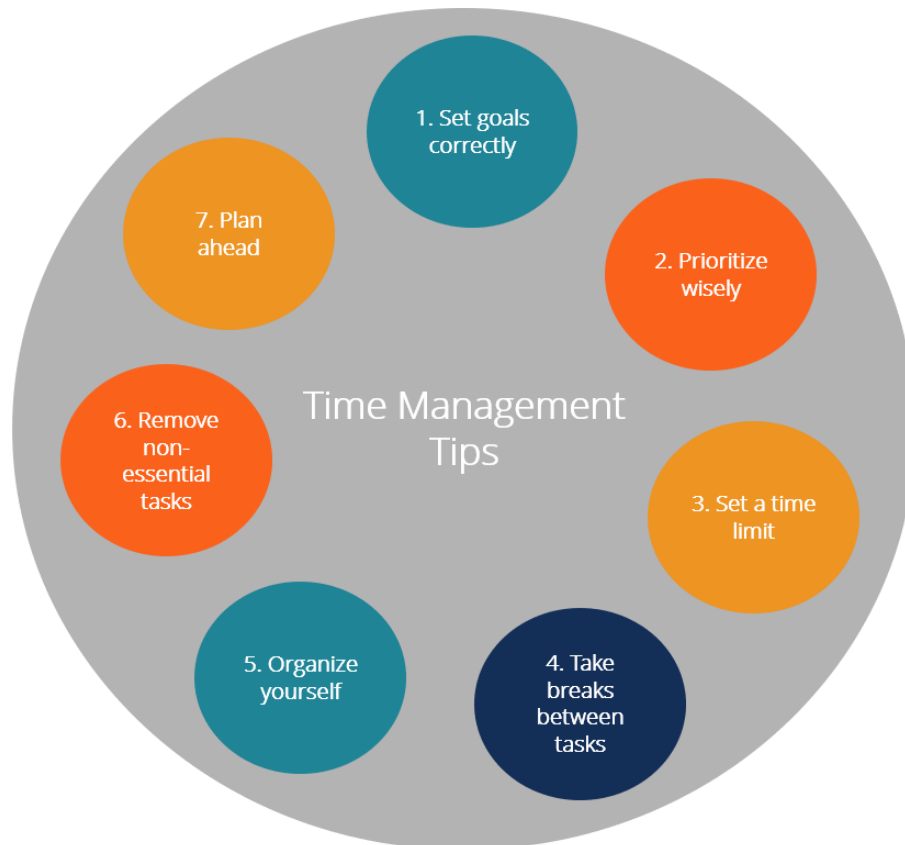 Time Management
Tips
1. Set goals
correctly
2. Prioritize
wisely
3. Set a time
limit
4. Take
breaks
between
tasks
5. Organize
yourself
6. Remove
non-
essential
tasks
7. Plan
ahead